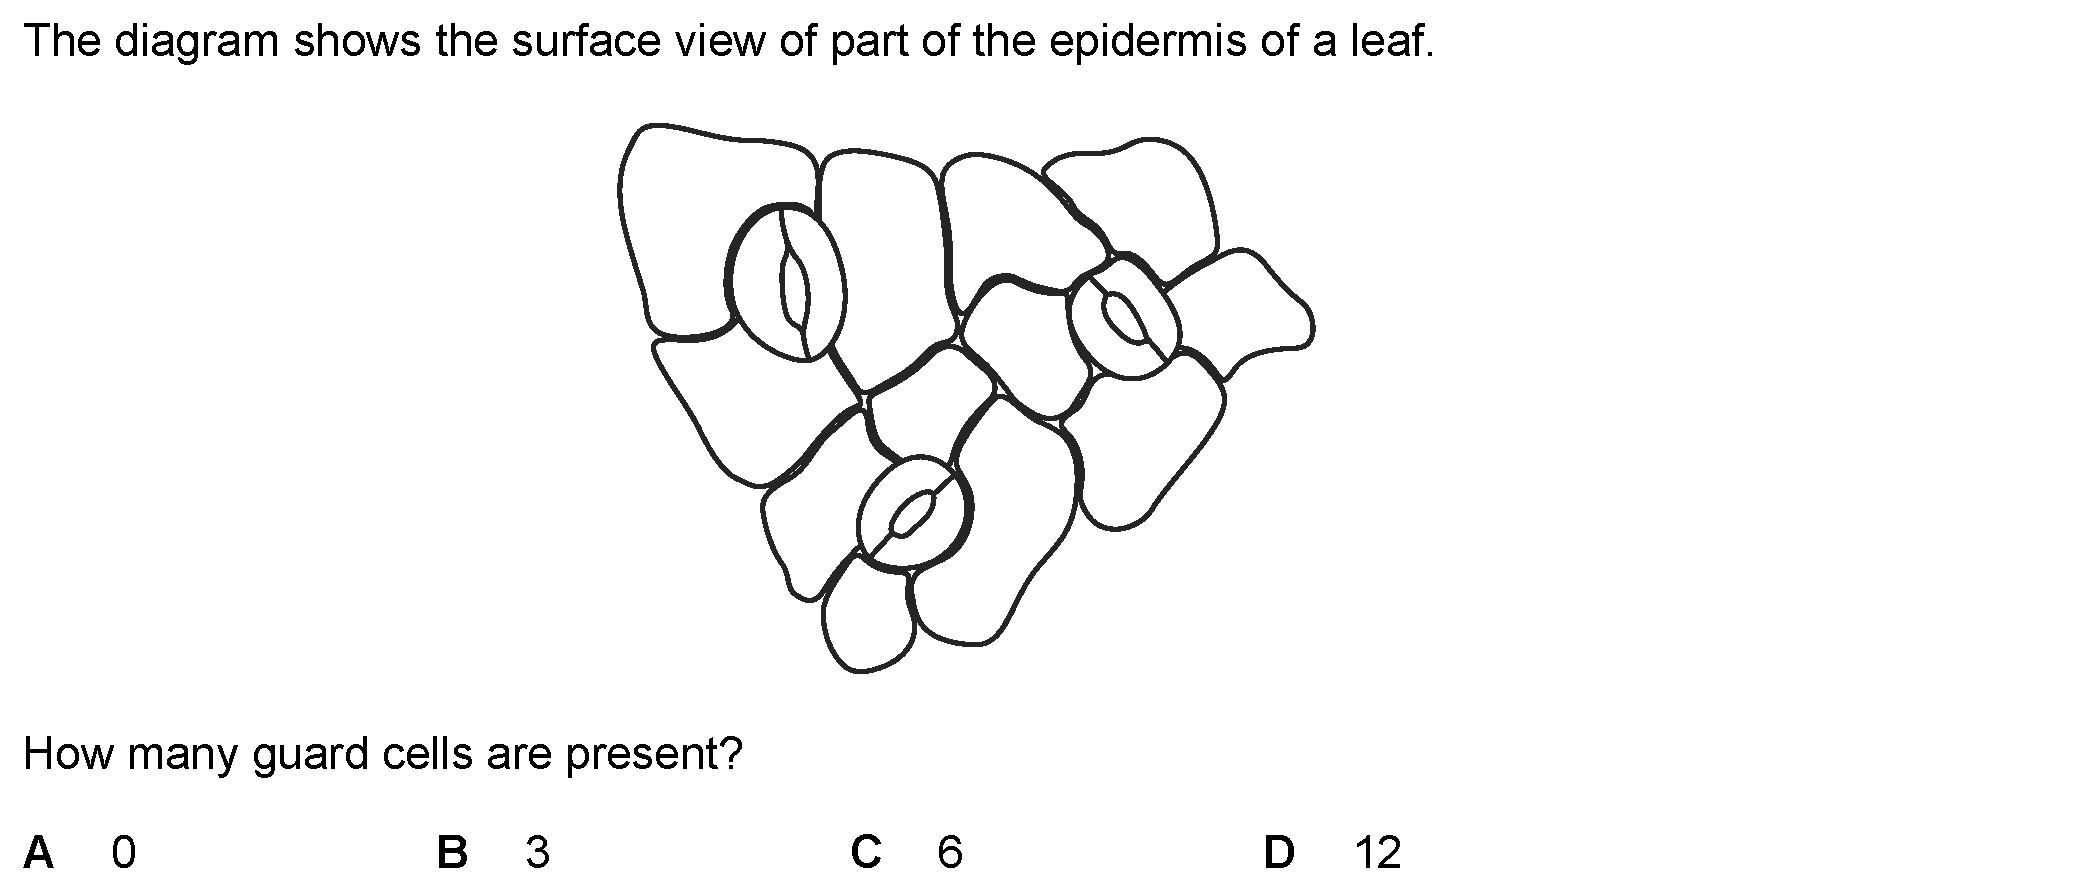 The diagram shows the surface view of part of the epidermis of a leaf.
How many guard cells are present?
A 0 B 3 C 6 D 12